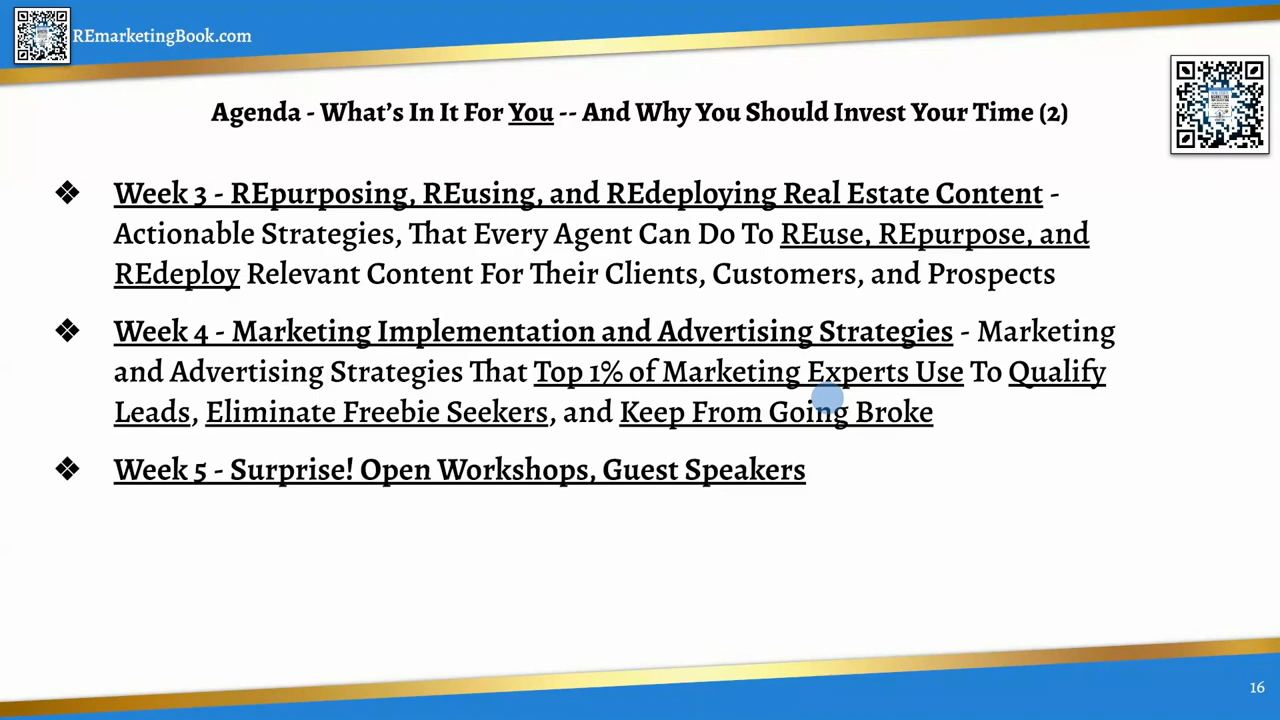 REmarketingBook.com
Agenda - What’s In It For You -- And Why You Should Invest Your Time (2)
❖ Week 3 - REpurposing, REusing, and REdeploying Real Estate Content -
Actionable Strategies, That Every Agent Can Do To REuse, REpurpose, and
REdeploy Relevant Content For Their Clients, Customers, and Prospects
❖ Week 4 - Marketing Implementation and Advertising Strategies - Marketing
and Advertising Strategies That Top 1% of Marketing Experts Use To Qualify
Leads, Eliminate Freebie Seekers, and Keep From Going Broke
❖ Week 5 - Surprise! Open Workshops, Guest Speakers
16